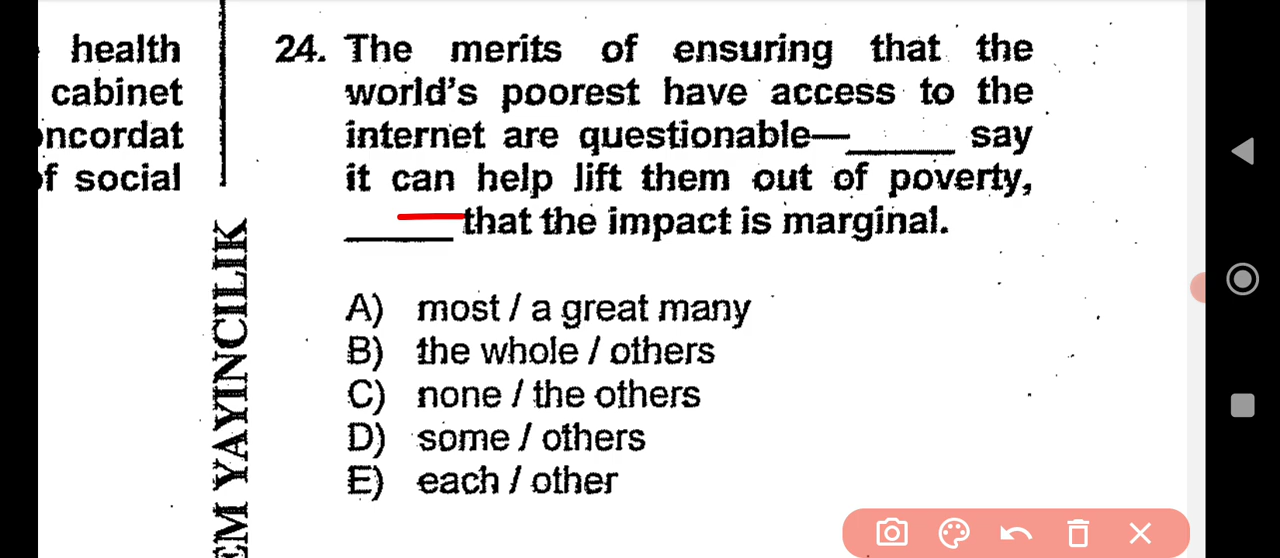 health
cabinet
oncordat
of social
24. The merits of ensuring that the
world's poorest have access to the
internet are questionable—_____ say
it can help lift them out of poverty,
_____ that the impact is marginal.
A) most / a great many
B) the whole / others
C) none / the others
D) some / others
E) each / other
EM YAYINCILIK